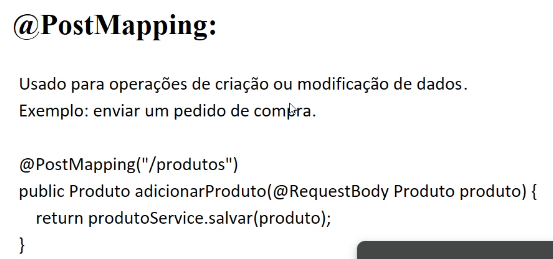 @PostMapping:
Usado para operações de criação ou modificação de dados.
Exemplo: enviar um pedido de compra.
@PostMapping("/produtos")
public Produto adicionarProduto(@RequestBody Produto produto) {
return produtoService.salvar(produto);
}